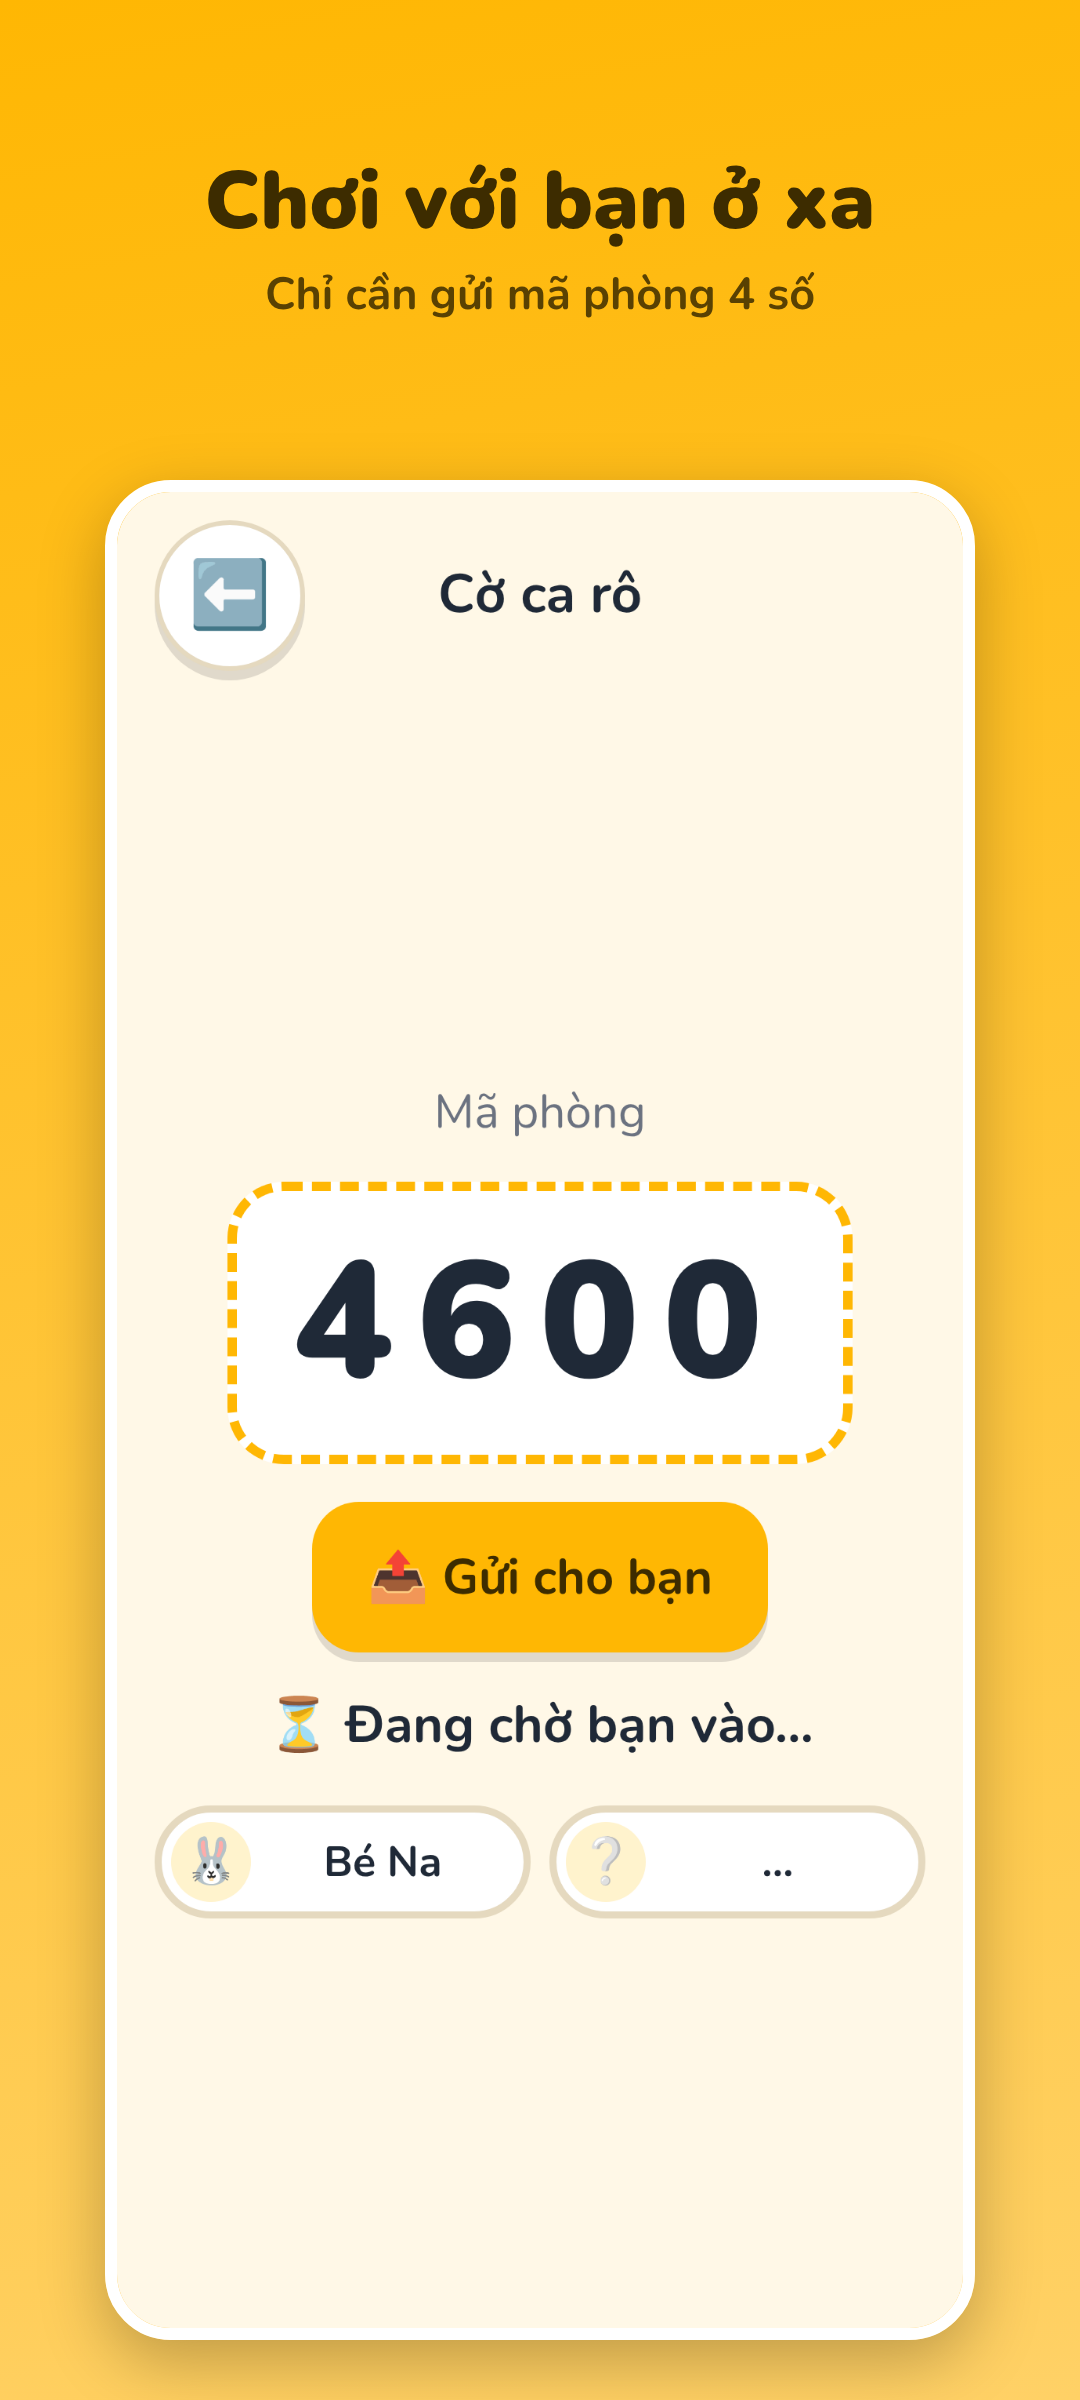 Chơi với bạn ở xa
Chỉ cần gửi mã phòng 4 số
Cờ ca rô
Mã phòng
4600
Gửi cho bạn
Đang chờ bạn vào...
Bé Na
...